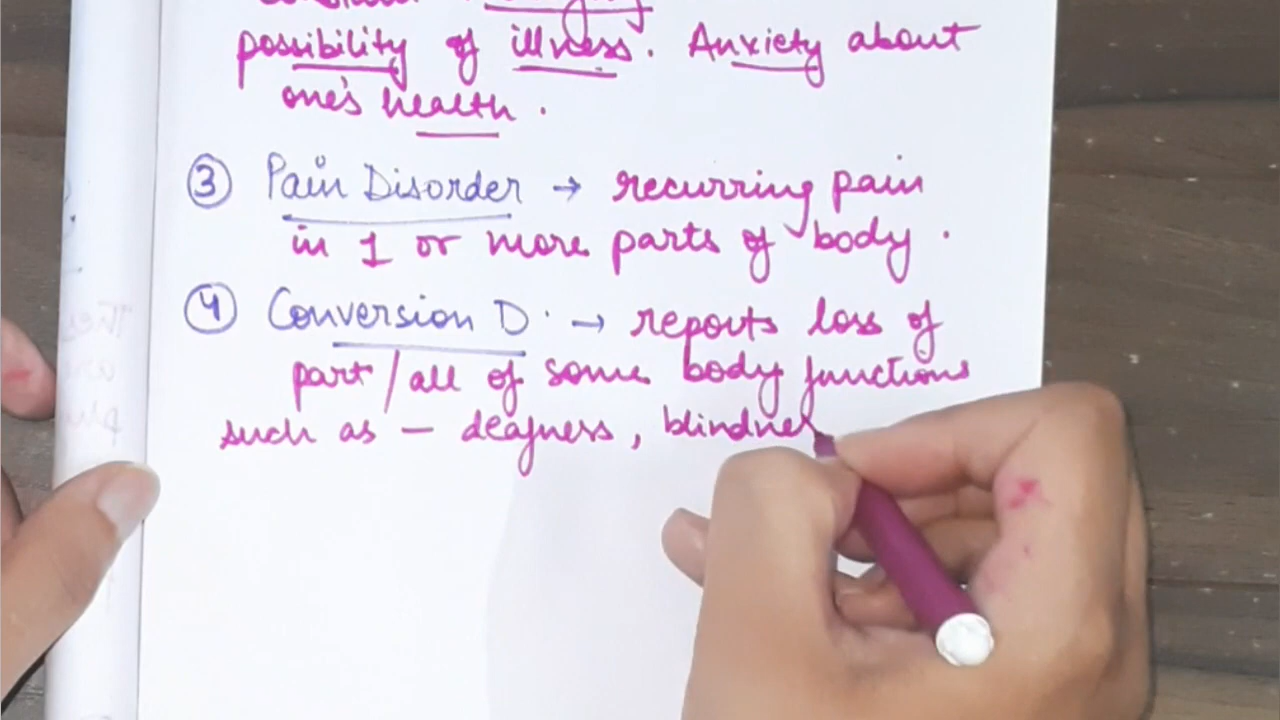 possibility of illness. Anxiety about
one's health.
③ Pain Disorder → recurring pain
in 1 or more parts of body.
④ Conversion D. → reports loss of
part/all of some body functions
such as - deafness, blindnes